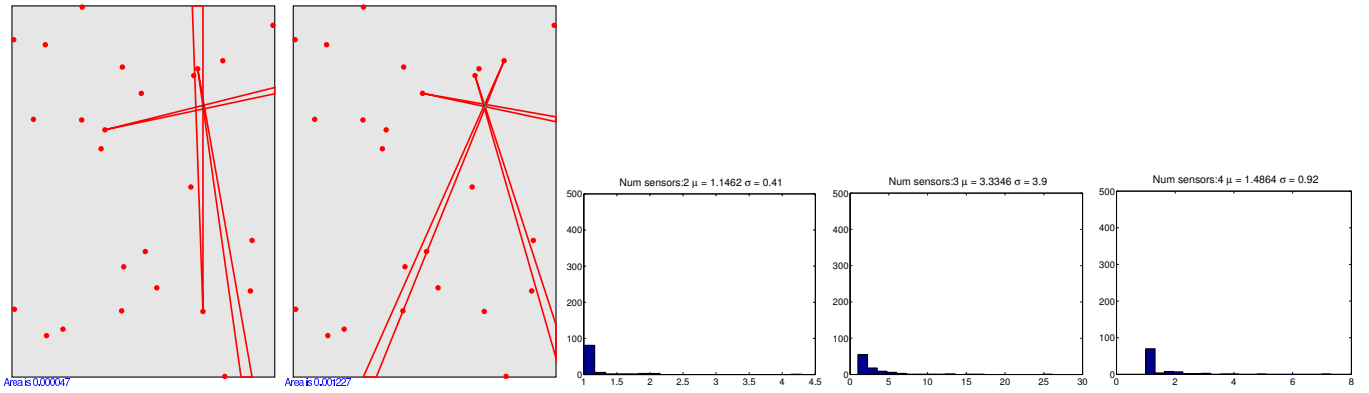 Area is 0.000047
Area is 0.001227
Num sensors:2 μ = 1.1462 σ = 0.41
500
400
300
200
100
0
1 1.5 2 2.5 3 3.5 4 4.5
Num sensors:3 μ = 3.3346 σ = 3.9
500
400
300
200
100
0
0 5 10 15 20 25 30
Num sensors:4 μ = 1.4864 σ = 0.92
500
400
300
200
100
0
0 2 4 6 8